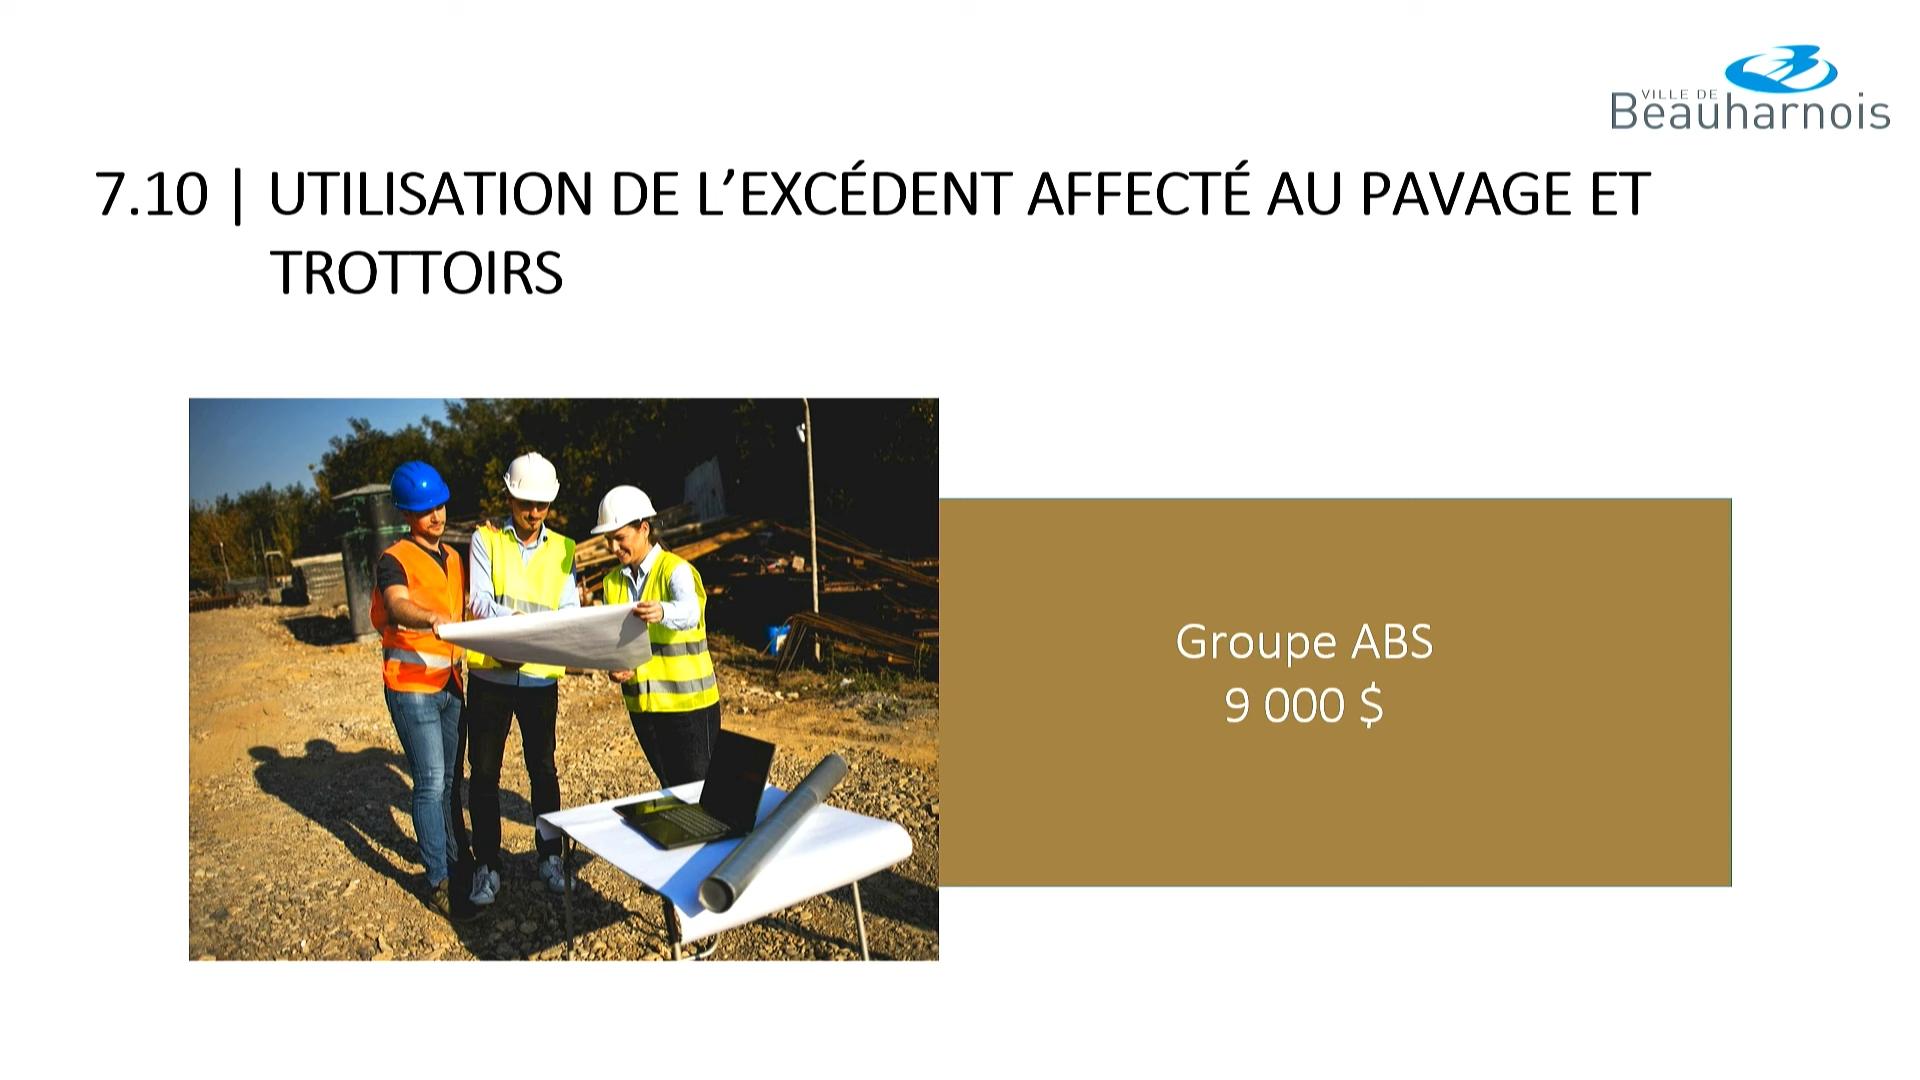 VILLE DE
Beauharnois
7.10 | UTILISATION DE L’EXCÉDENT AFFECTÉ AU PAVAGE ET
TROTTOIRS
Groupe ABS
9 000 $